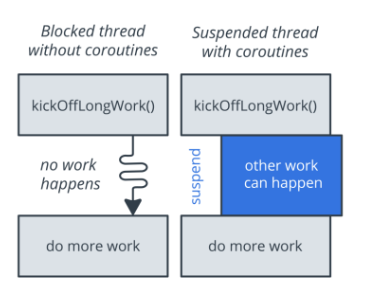 Blocked thread
without coroutines
kickOffLongWork()
no work
happens
do more work
Suspended thread
with coroutines
kickOffLongWork()
suspend
other work
can happen
do more work